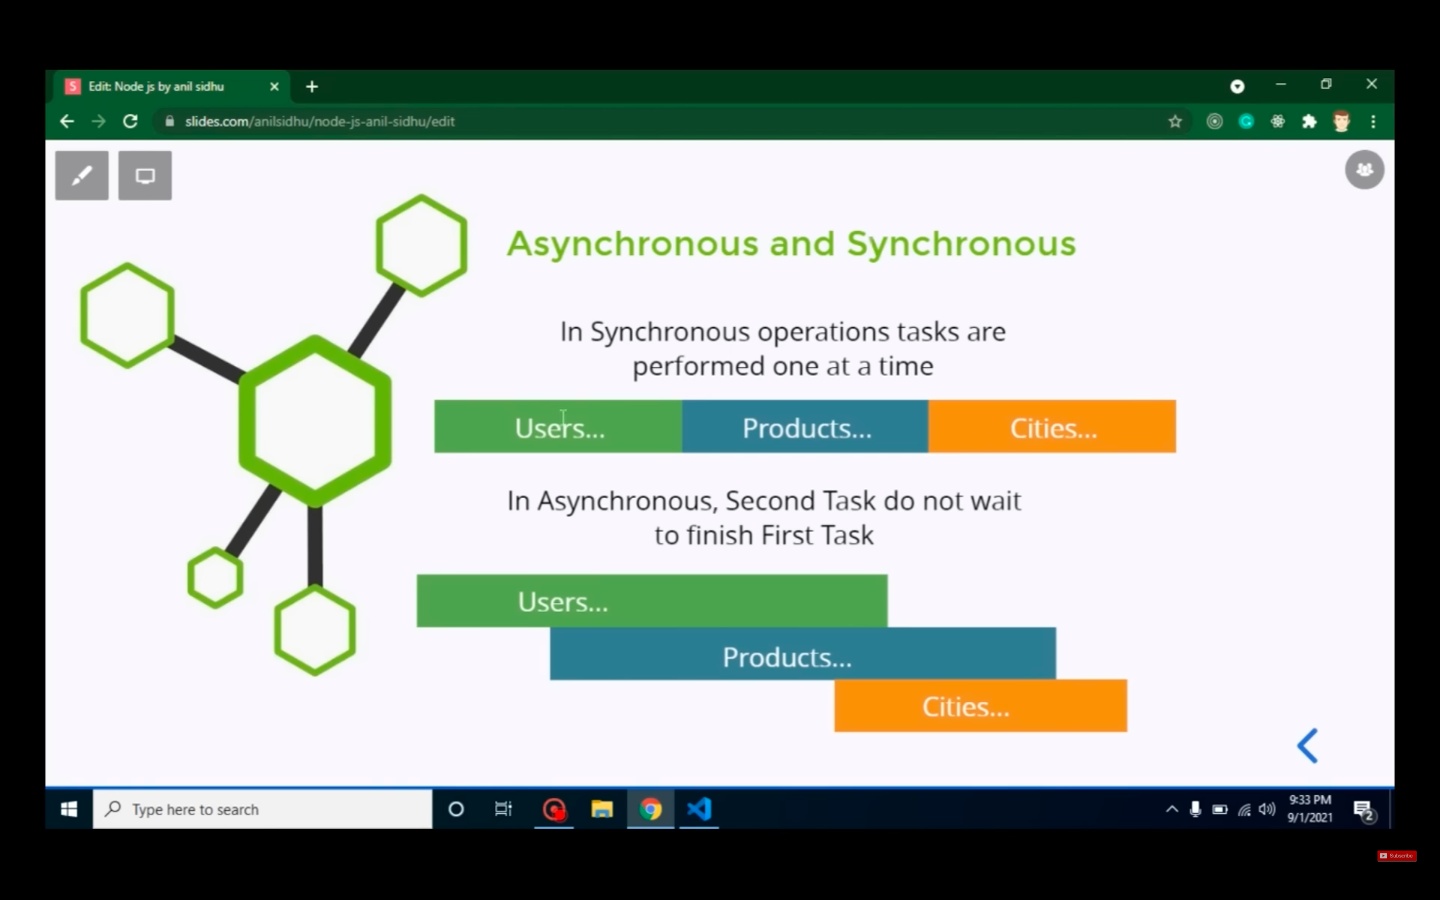 S Edit: Node js by anil sidhu
slides.com/anilsidhu/node-js-anil-sidhu/edit
Asynchronous and Synchronous
In Synchronous operations tasks are
performed one at a time
Users... Products... Cities...
In Asynchronous, Second Task do not wait
to finish First Task
Users...
Products...
Cities...
Type here to search
9:33 PM
9/1/2021
2
Subscribe